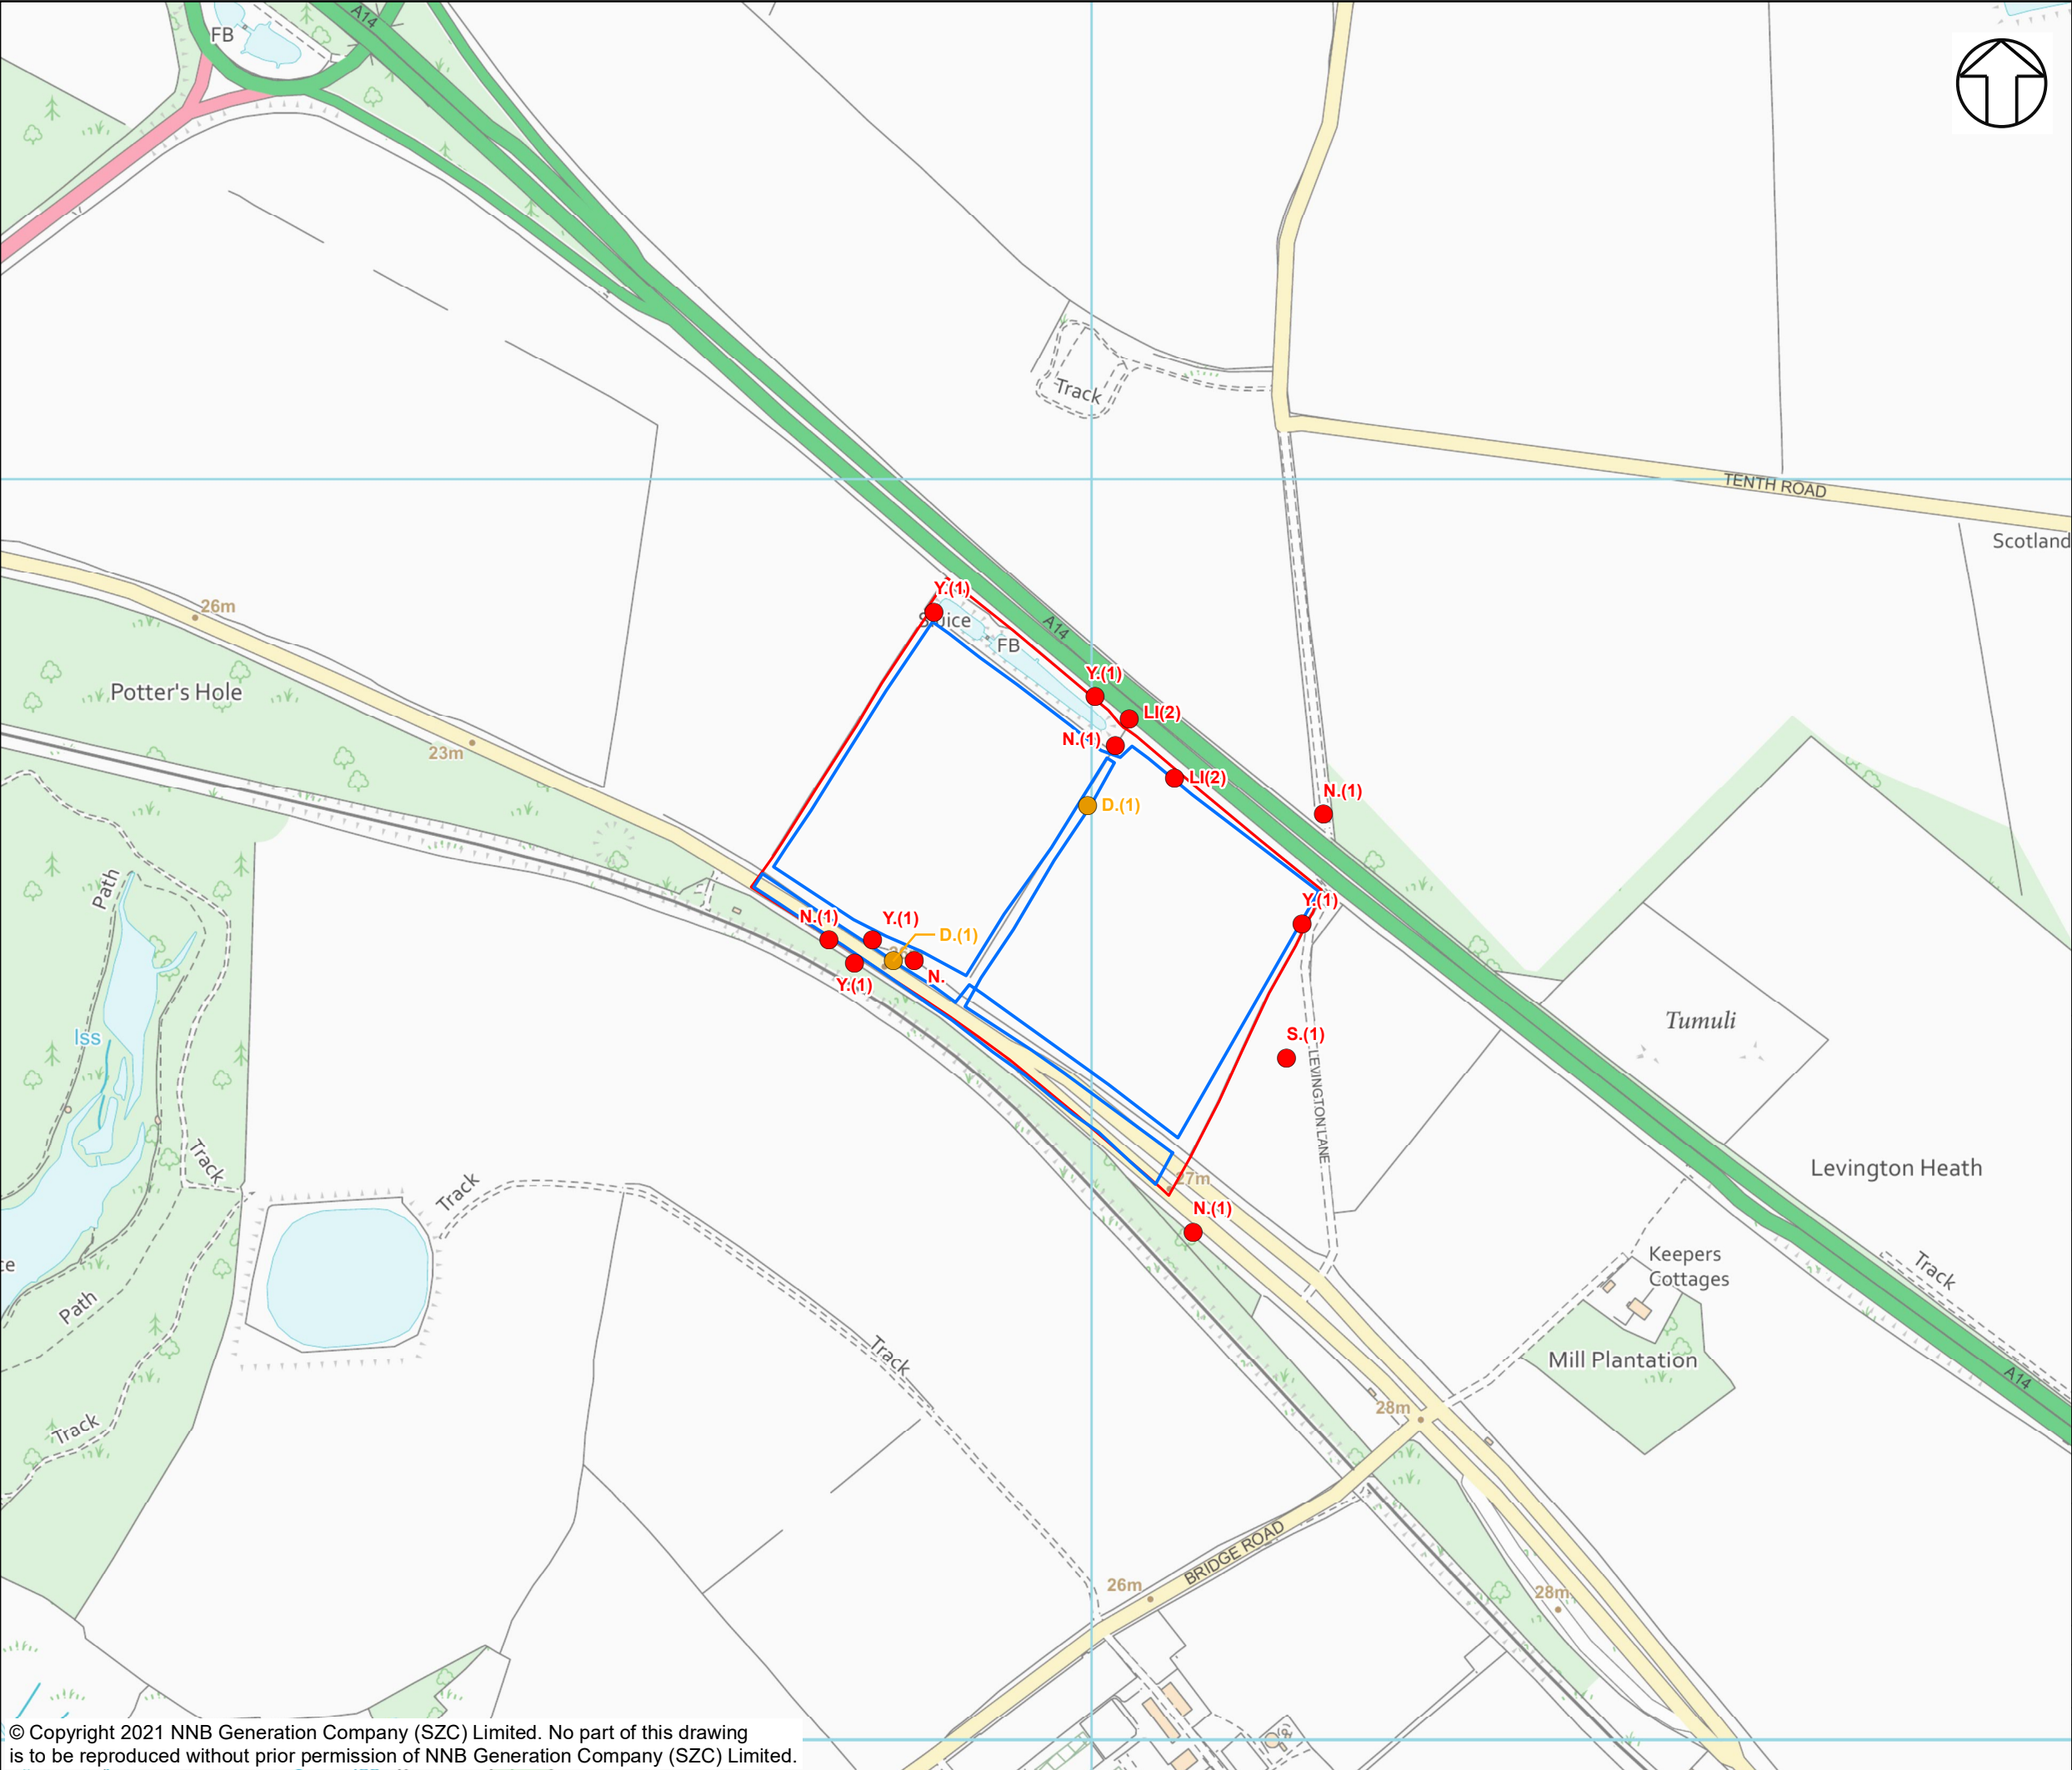 A14
FB
Track
TENTH ROAD
Scotland
26m
Y.(1)
Sluice
A14
FB
Potter's Hole
Y.(1)
LI(2)
N.(1)
23m
LI(2)
N.(1)
D.(1)
Path
Y.(1)
N.(1)
Y.(1)
D.(1)
N.
Y.(1)
Tumuli
Iss
S.(1)
LEVINGTON LANE
Track
Levington Heath
27m
Track
N.(1)
Keepers
Cottages
Track
Path
Track
Mill Plantation
A14
28m
Track
BRIDGE ROAD
26m
28m
© Copyright 2021 NNB Generation Company (SZC) Limited. No part of this drawing
is to be reproduced without prior permission of NNB Generation Company (SZC) Limited.